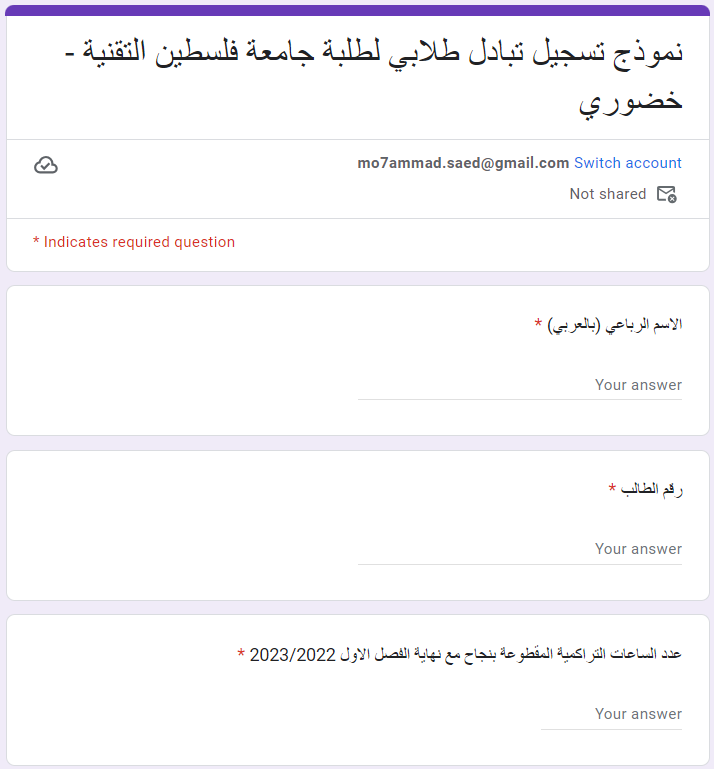 نموذج تسجيل تبادل طلابي لطلبة جامعة فلسطين التقنية -
خضوري
mo7ammad.saed@gmail.com Switch account
Not shared
* Indicates required question
الاسم الرباعي (بالعربي) *
Your answer
رقم الطالب *
Your answer
عدد الساعات التراكمية المقطوعة بنجاح مع نهاية الفصل الاول 2023/2022 *
Your answer